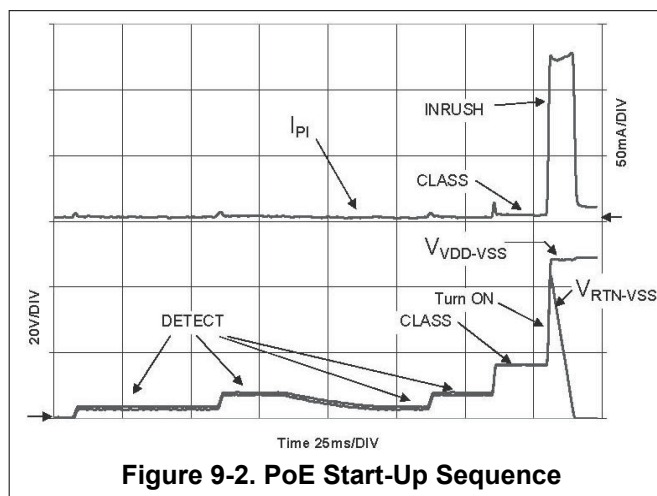 INRUSH
I_PI
50mA/DIV
CLASS
V_VDD-VSS
V_RTN-VSS
Turn ON
20V/DIV
DETECT
CLASS
Time 25ms/DIV
Figure 9-2. PoE Start-Up Sequence